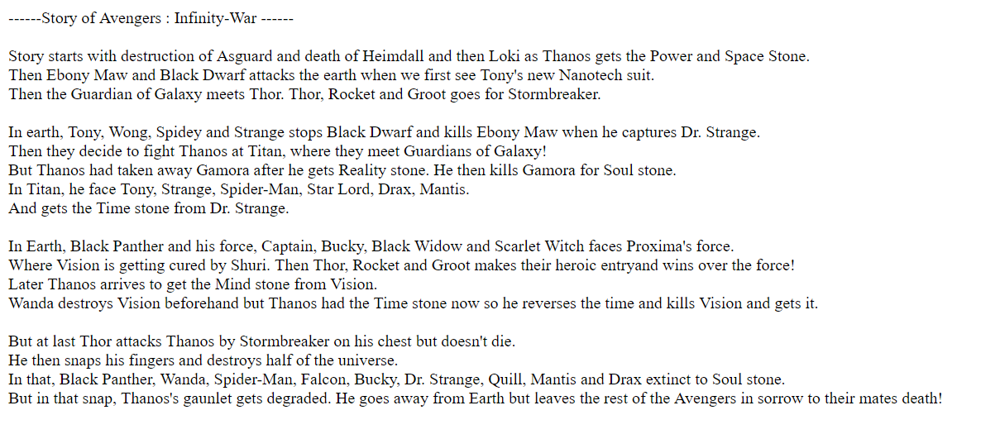 ------Story of Avengers : Infinity-War ------
Story starts with destruction of Asguard and death of Heimdall and then Loki as Thanos gets the Power and Space Stone.
Then Ebony Maw and Black Dwarf attacks the earth when we first see Tony's new Nanotech suit.
Then the Guardian of Galaxy meets Thor. Thor, Rocket and Groot goes for Stormbreaker.
In earth, Tony, Wong, Spidey and Strange stops Black Dwarf and kills Ebony Maw when he captures Dr. Strange.
Then they decide to fight Thanos at Titan, where they meet Guardians of Galaxy!
But Thanos had taken away Gamora after he gets Reality stone. He then kills Gamora for Soul stone.
In Titan, he face Tony, Strange, Spider-Man, Star Lord, Drax, Mantis.
And gets the Time stone from Dr. Strange.
In Earth, Black Panther and his force, Captain, Bucky, Black Widow and Scarlet Witch faces Proxima's force.
Where Vision is getting cured by Shuri. Then Thor, Rocket and Groot makes their heroic entryand wins over the force!
Later Thanos arrives to get the Mind stone from Vision.
Wanda destroys Vision beforehand but Thanos had the Time stone now so he reverses the time and kills Vision and gets it.
But at last Thor attacks Thanos by Stormbreaker on his chest but doesn't die.
He then snaps his fingers and destroys half of the universe.
In that, Black Panther, Wanda, Spider-Man, Falcon, Bucky, Dr. Strange, Quill, Mantis and Drax extinct to Soul stone.
But in that snap, Thanos's gaunlet gets degraded. He goes away from Earth but leaves the rest of the Avengers in sorrow to their mates death!